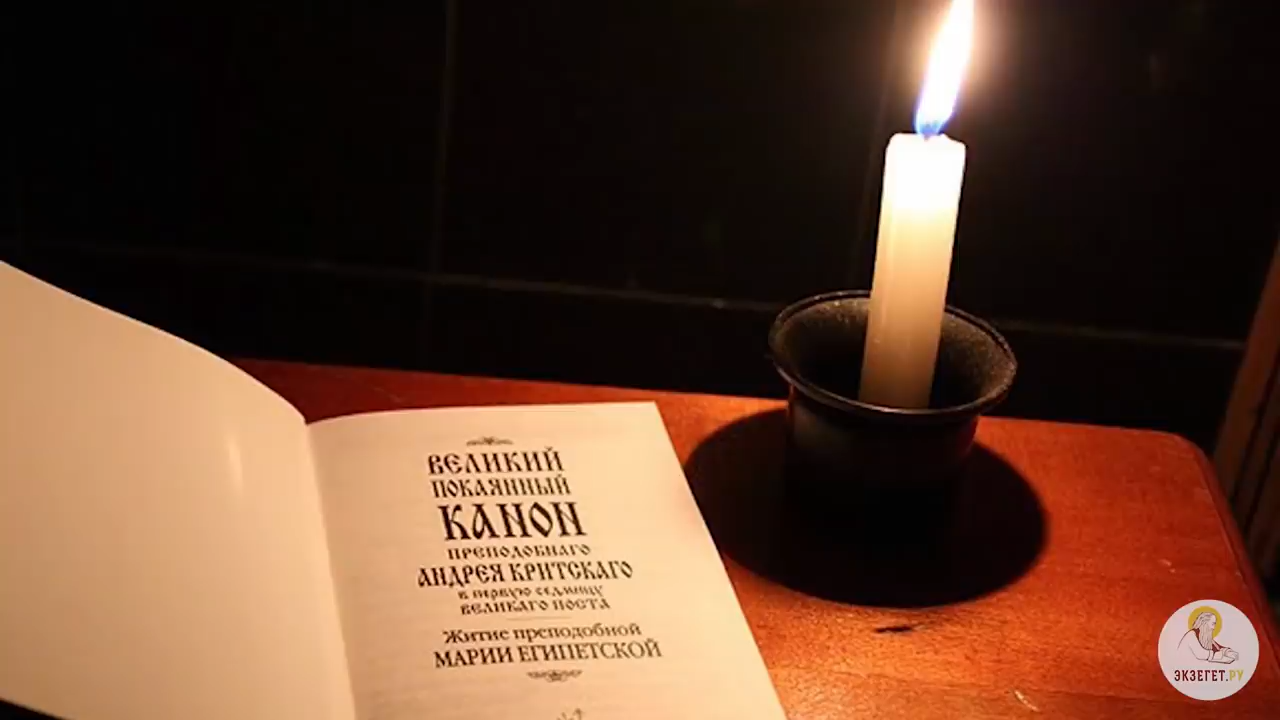 ВЕЛИКИЙ
ПОКАЯННЫЙ
КАНОН
ПРЕПОДОБНАГО
АНДРЕЯ КРИТСКАГО
в первую седмицу
ВЕЛИКАГО ПОСТА
Житие преподобной
МАРИИ ЕГИПЕТСКОЙ
ЭКЗЕГЕТ.РУ